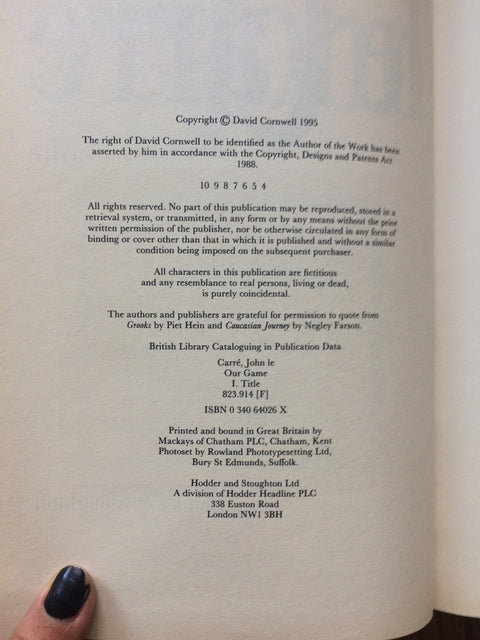 Copyright © David Cornwell 1995
The right of David Cornwell to be identified as the Author of the Work has been
asserted by him in accordance with the Copyright, Designs and Patents Act
1988.
10 9 8 7 6 5 4
All rights reserved. No part of this publication may be reproduced, stored in a
retrieval system, or transmitted, in any form or by any means without the prior
written permission of the publisher, nor be otherwise circulated in any form of
binding or cover other than that in which it is published and without a similar
condition being imposed on the subsequent purchaser.
All characters in this publication are fictitious
and any resemblance to real persons, living or dead,
is purely coincidental.
The authors and publishers are grateful for permission to quote from
Grooks by Piet Hein and Caucasian Journey by Negley Farson.
British Library Cataloguing in Publication Data
Carré, John le
Our Game
I. Title
823.914 [F]
ISBN 0 340 64026 X
Printed and bound in Great Britain by
Mackays of Chatham PLC, Chatham, Kent
Photoset by Rowland Phototypesetting Ltd,
Bury St Edmunds, Suffolk.
Hodder and Stoughton Ltd
A division of Hodder Headline PLC
338 Euston Road
London NW1 3BH